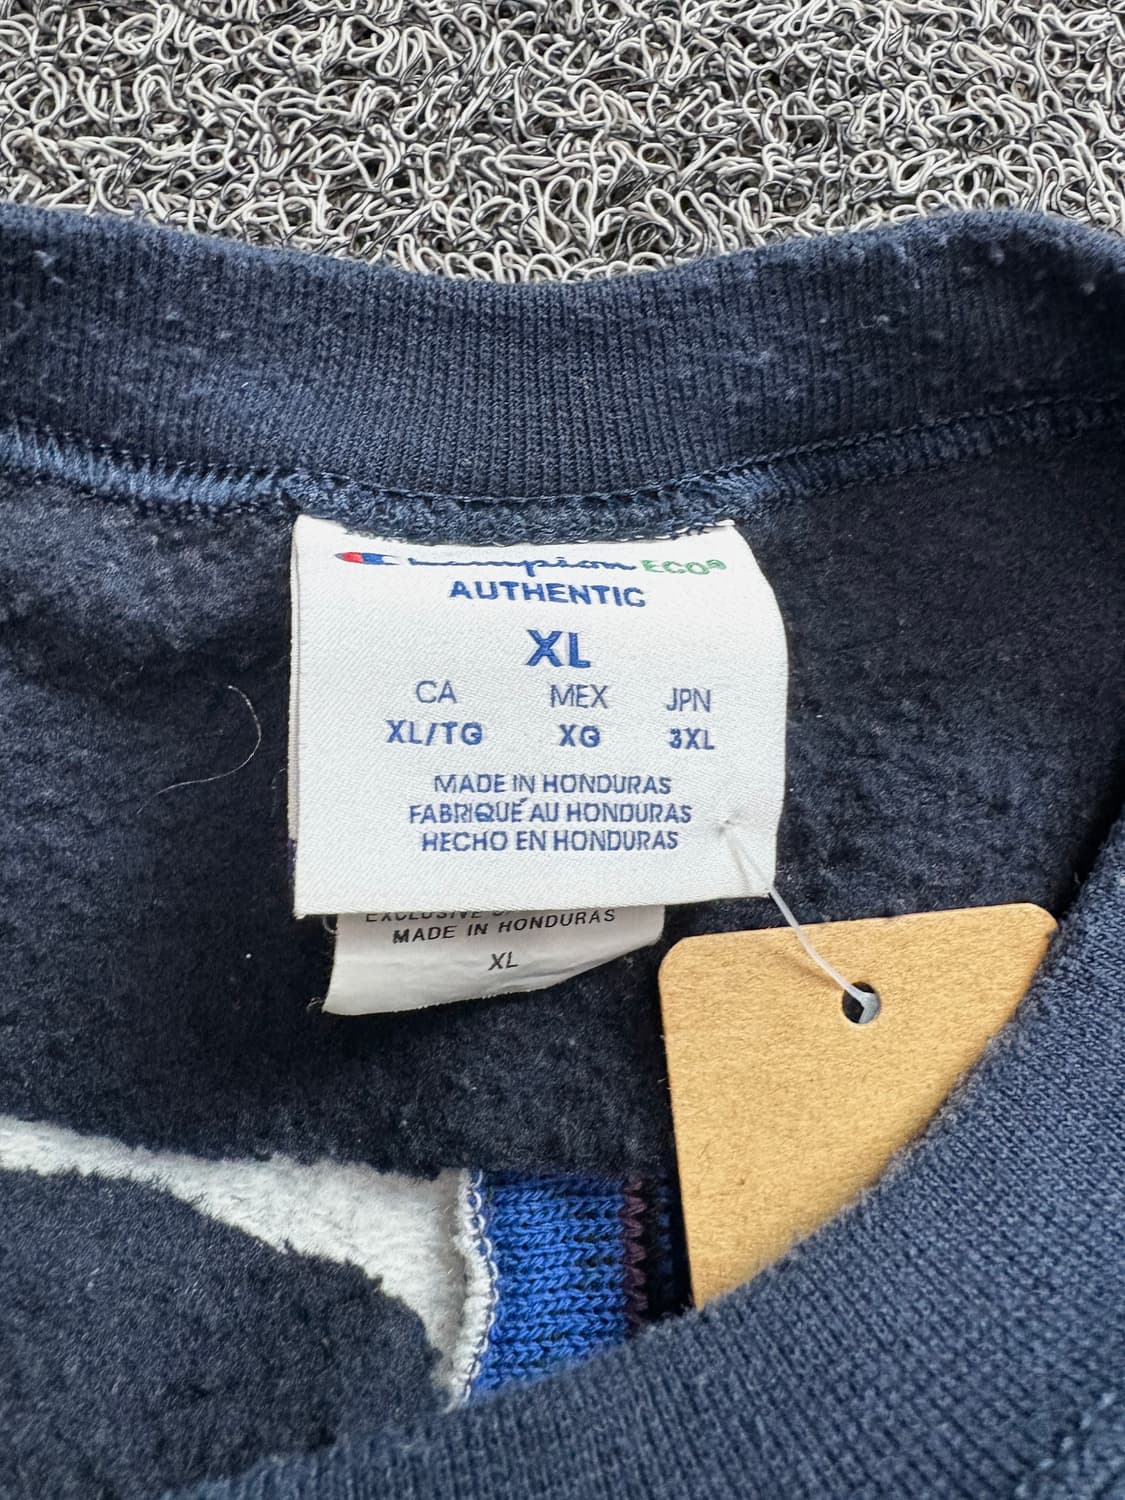 Champion ECO®
AUTHENTIC
XL
CA MEX JPN
XL/TG XG 3XL
MADE IN HONDURAS
FABRIQUÉ AU HONDURAS
HECHO EN HONDURAS
EXCLUSIVE
MADE IN HONDURAS
XL